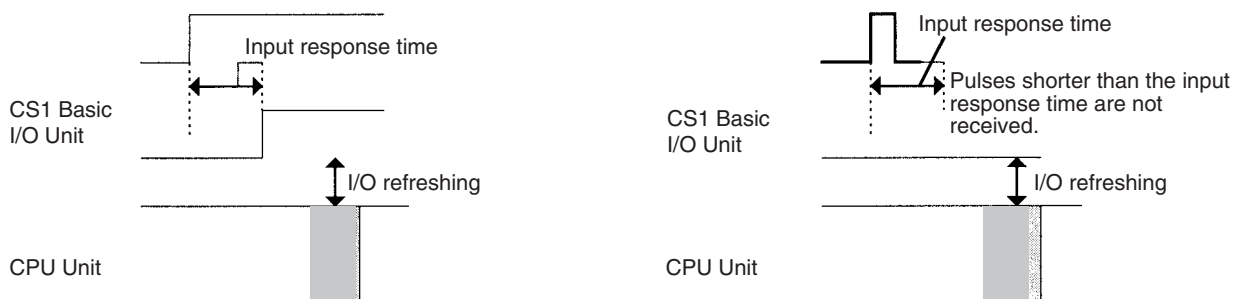 Input response time
CS1 Basic
I/O Unit
I/O refreshing
CPU Unit
Input response time
Pulses shorter than the input
response time are not
received.
CS1 Basic
I/O Unit
I/O refreshing
CPU Unit